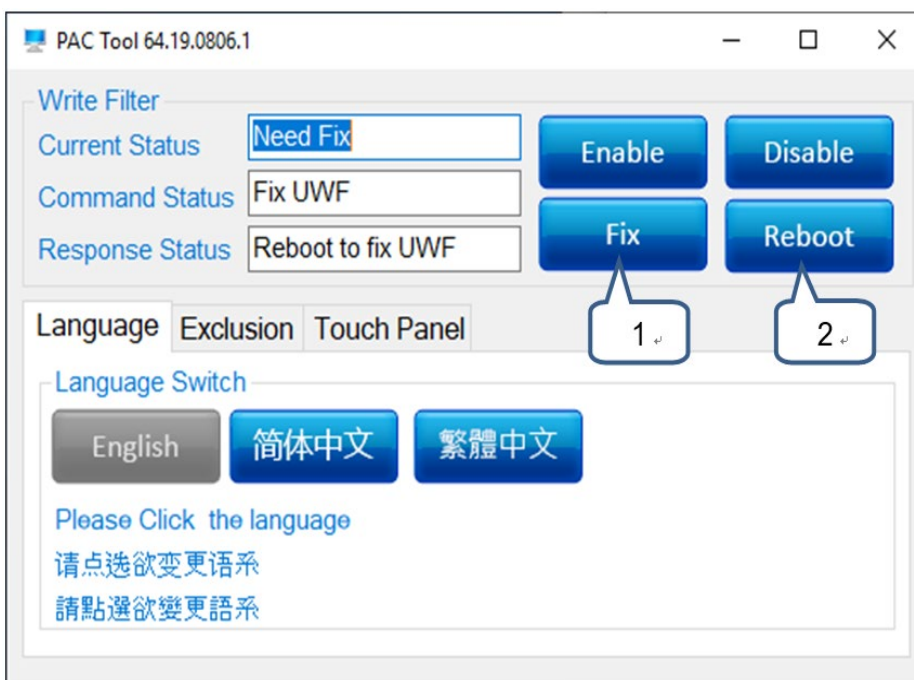 PAC Tool 64.19.0806.1
Write Filter
Current Status Need Fix Enable Disable
Command Status Fix UWF
Response Status Reboot to fix UWF Fix Reboot
1 2
Language Exclusion Touch Panel
Language Switch
English 简体中文 繁體中文
Please Click the language
请点选欲变更语系
請點選欲變更語系